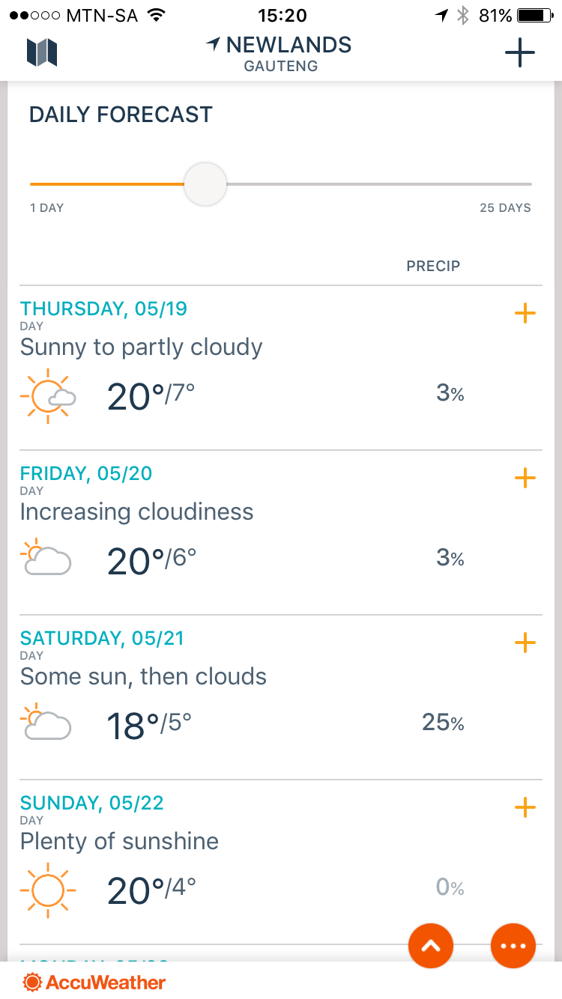 MTN-SA 15:20 81%
NEWLANDS
GAUTENG
DAILY FORECAST
1 DAY 25 DAYS
PRECIP
THURSDAY, 05/19
DAY
Sunny to partly cloudy
20°/7° 3%
FRIDAY, 05/20
DAY
Increasing cloudiness
20°/6° 3%
SATURDAY, 05/21
DAY
Some sun, then clouds
18°/5° 25%
SUNDAY, 05/22
DAY
Plenty of sunshine
20°/4° 0%
AccuWeather